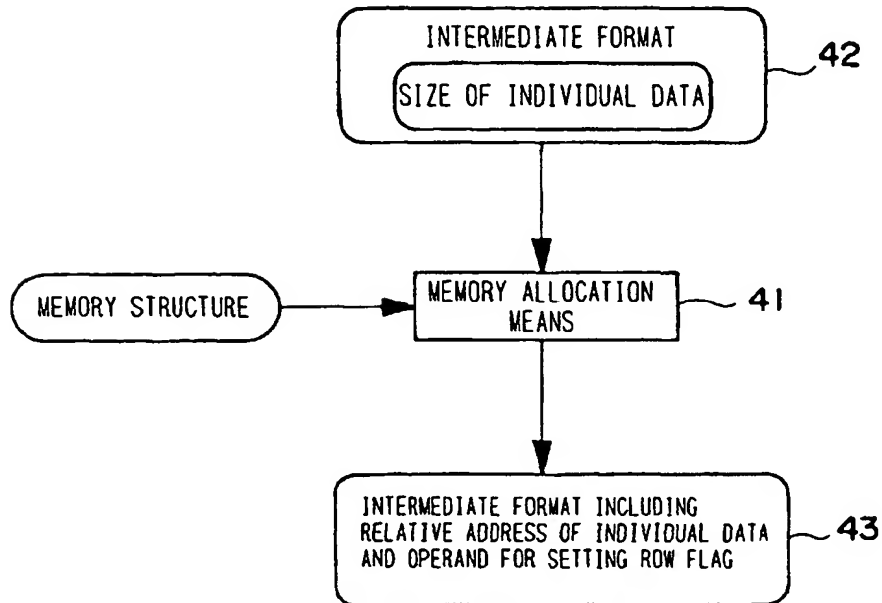 INTERMEDIATE FORMAT
42
SIZE OF INDIVIDUAL DATA
MEMORY STRUCTURE
MEMORY ALLOCATION
MEANS
41
INTERMEDIATE FORMAT INCLUDING
RELATIVE ADDRESS OF INDIVIDUAL DATA
AND OPERAND FOR SETTING ROW FLAG
43